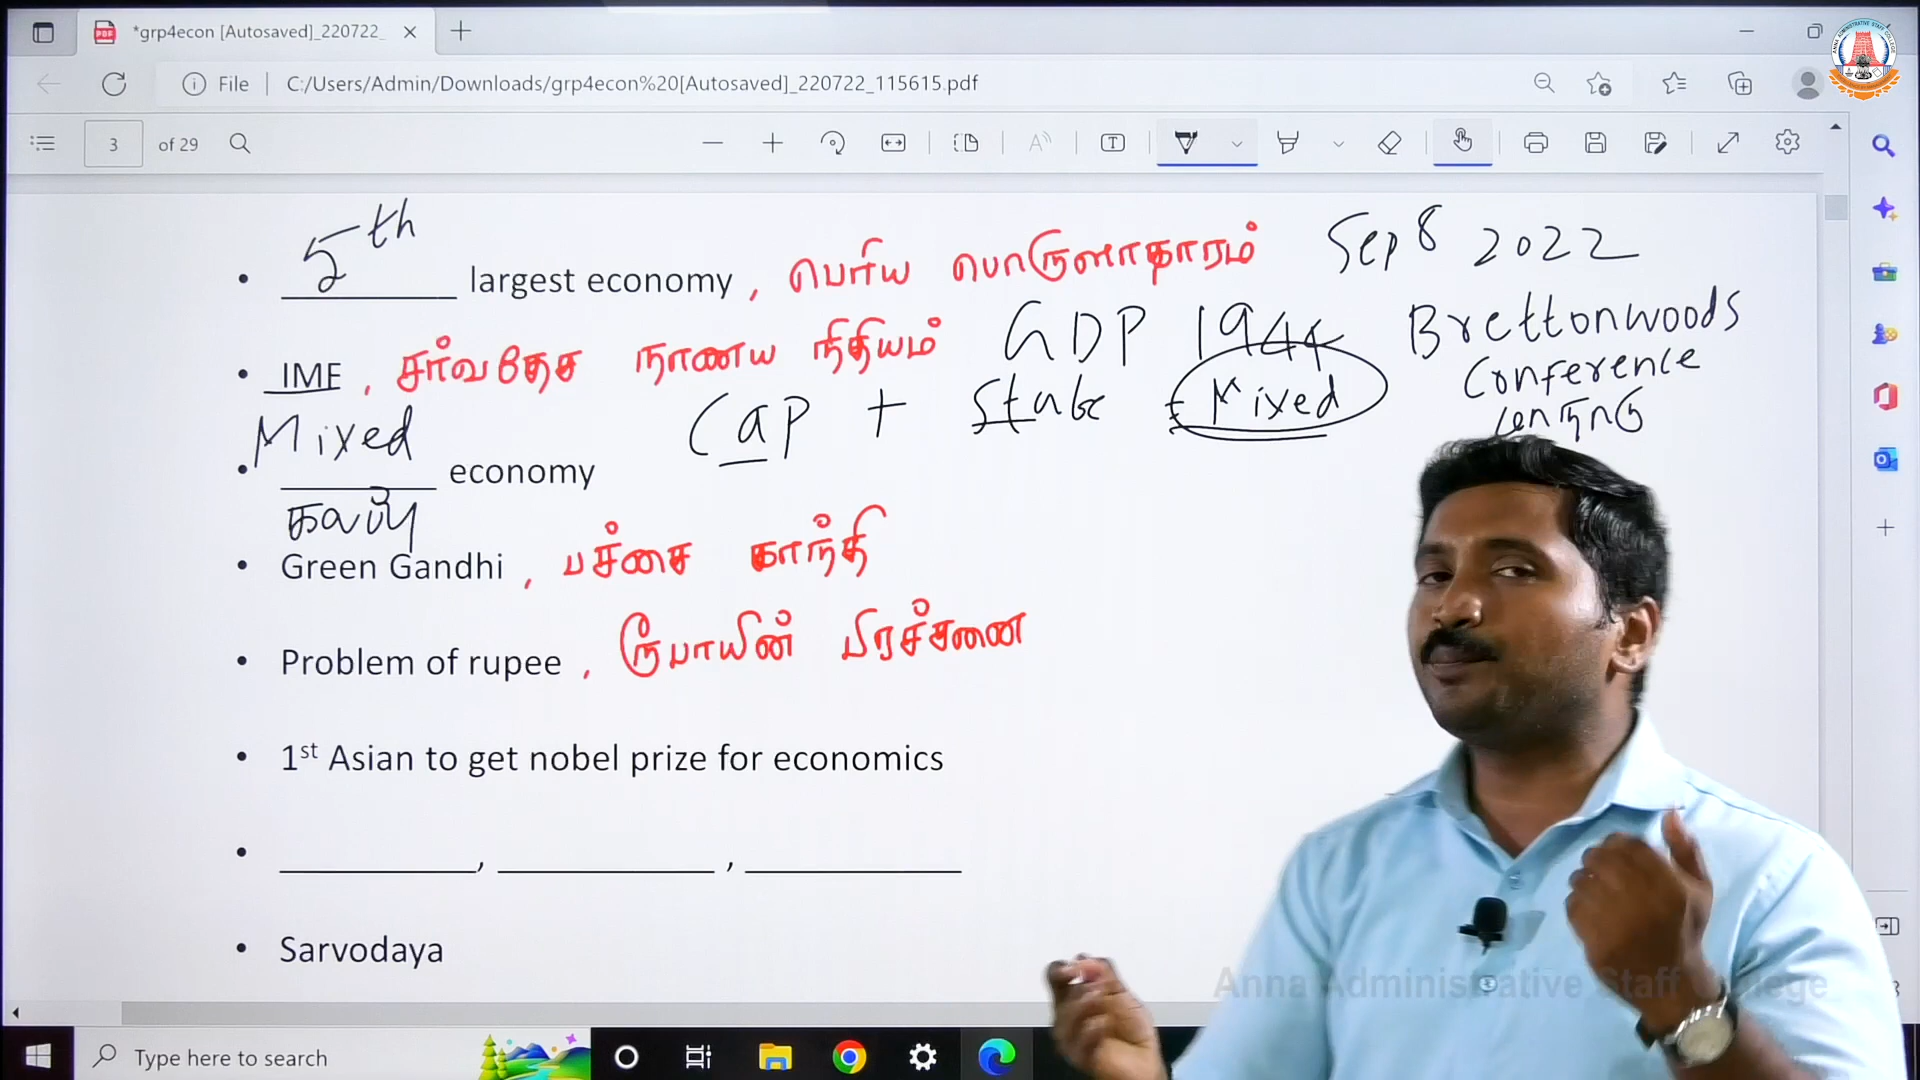 *grp4econ [Autosaved]_220722_
File C:/Users/Admin/Downloads/grp4econ%20[Autosaved]_220722_115615.pdf
3 of 29
5th largest economy , பெரிய பொருளாதாரம் Sep 8 2022
IMF , சர்வதேச நாணய நிதியம் GDP 1944 Brettonwoods
Conference
மாநாடு
Cap + State = Mixed
Mixed economy
கலப்பு
Green Gandhi , பச்சை காந்தி
Problem of rupee , ரூபாயின் பிரச்சனை
1st Asian to get nobel prize for economics
____________, ____________ , ____________
Sarvodaya
Anna Administrative Staff College
Type here to search